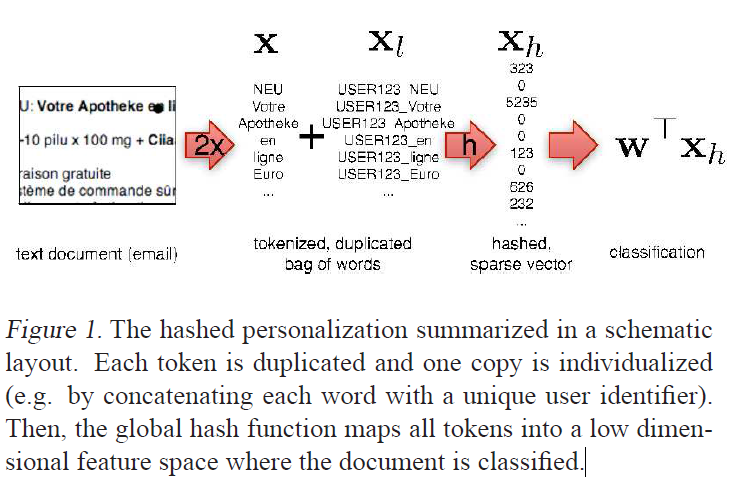 x
x_l
x_h
U: Votre Apotheke en li
-10 pilu x 100 mg + Ciia
raison gratuite
stème de commande sûr
2x
NEU
Votre
Apotheke
en
ligne
Euro
...
+
USER123_NEU
USER123_Votre
USER123_Apotheke
USER123_en
USER123_ligne
USER123_Euro
...
h
323
0
5235
0
0
123
0
626
232
...
w⊤x_h
text document (email)
tokenized, duplicated
bag of words
hashed,
sparse vector
classification
Figure 1. The hashed personalization summarized in a schematic
layout. Each token is duplicated and one copy is individualized
(e.g. by concatenating each word with a unique user identifier).
Then, the global hash function maps all tokens into a low dimen-
sional feature space where the document is classified.